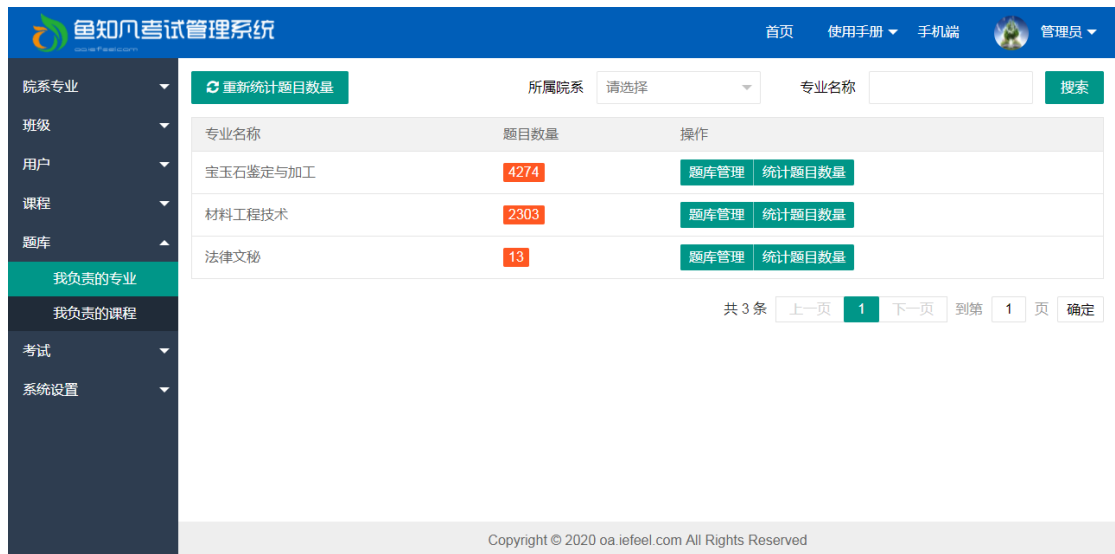 鱼知凡考试管理系统
oa.iefeel.com
首页 使用手册 手机端 管理员
院系专业
班级
用户
课程
题库
我负责的专业
我负责的课程
考试
系统设置
重新统计题目数量 所属院系 请选择 专业名称 搜索
专业名称 题目数量 操作
宝玉石鉴定与加工 4274 题库管理 统计题目数量
材料工程技术 2303 题库管理 统计题目数量
法律文秘 13 题库管理 统计题目数量
共 3 条 上一页 1 下一页 到第 1 页 确定
Copyright © 2020 oa.iefeel.com All Rights Reserved